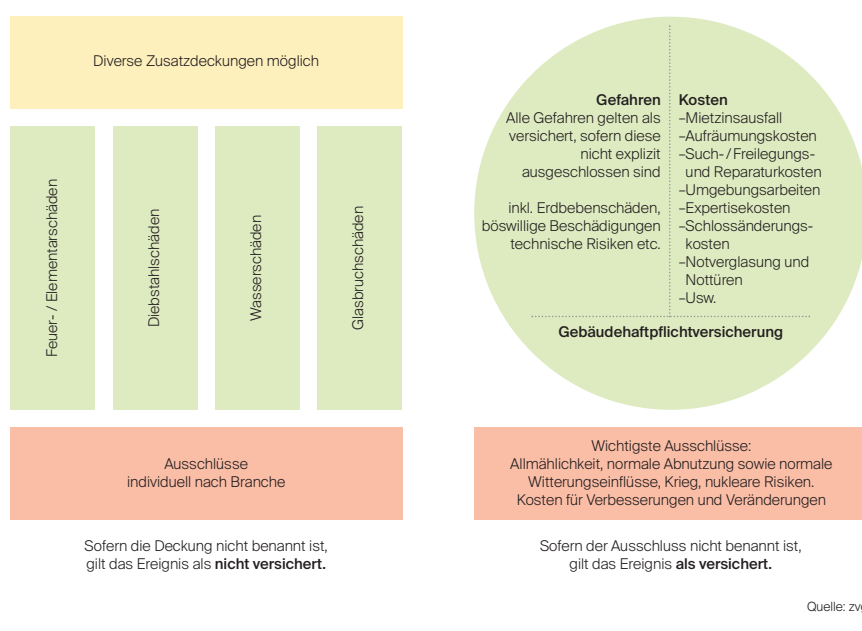 Diverse Zusatzdeckungen möglich
Feuer- / Elementarschäden
Diebstahlschäden
Wasserschäden
Glasbruchschäden
Ausschlüsse
individuell nach Branche
Sofern die Deckung nicht benannt ist,
gilt das Ereignis als nicht versichert.
Gefahren
Alle Gefahren gelten als
versichert, sofern diese
nicht explizit
ausgeschlossen sind
inkl. Erdbebenschäden,
böswillige Beschädigungen
technische Risiken etc.
Kosten
–Mietzinsausfall
–Aufräumungskosten
–Such-/Freilegungs-
und Reparaturkosten
–Umgebungsarbeiten
–Expertisekosten
–Schlossänderungs-
kosten
–Notverglasung und
Nottüren
–Usw.
Gebäudehaftpflichtversicherung
Wichtigste Ausschlüsse:
Allmählichkeit, normale Abnutzung sowie normale
Witterungseinflüsse, Krieg, nukleare Risiken.
Kosten für Verbesserungen und Veränderungen
Sofern der Ausschluss nicht benannt ist,
gilt das Ereignis als versichert.
Quelle: zvg